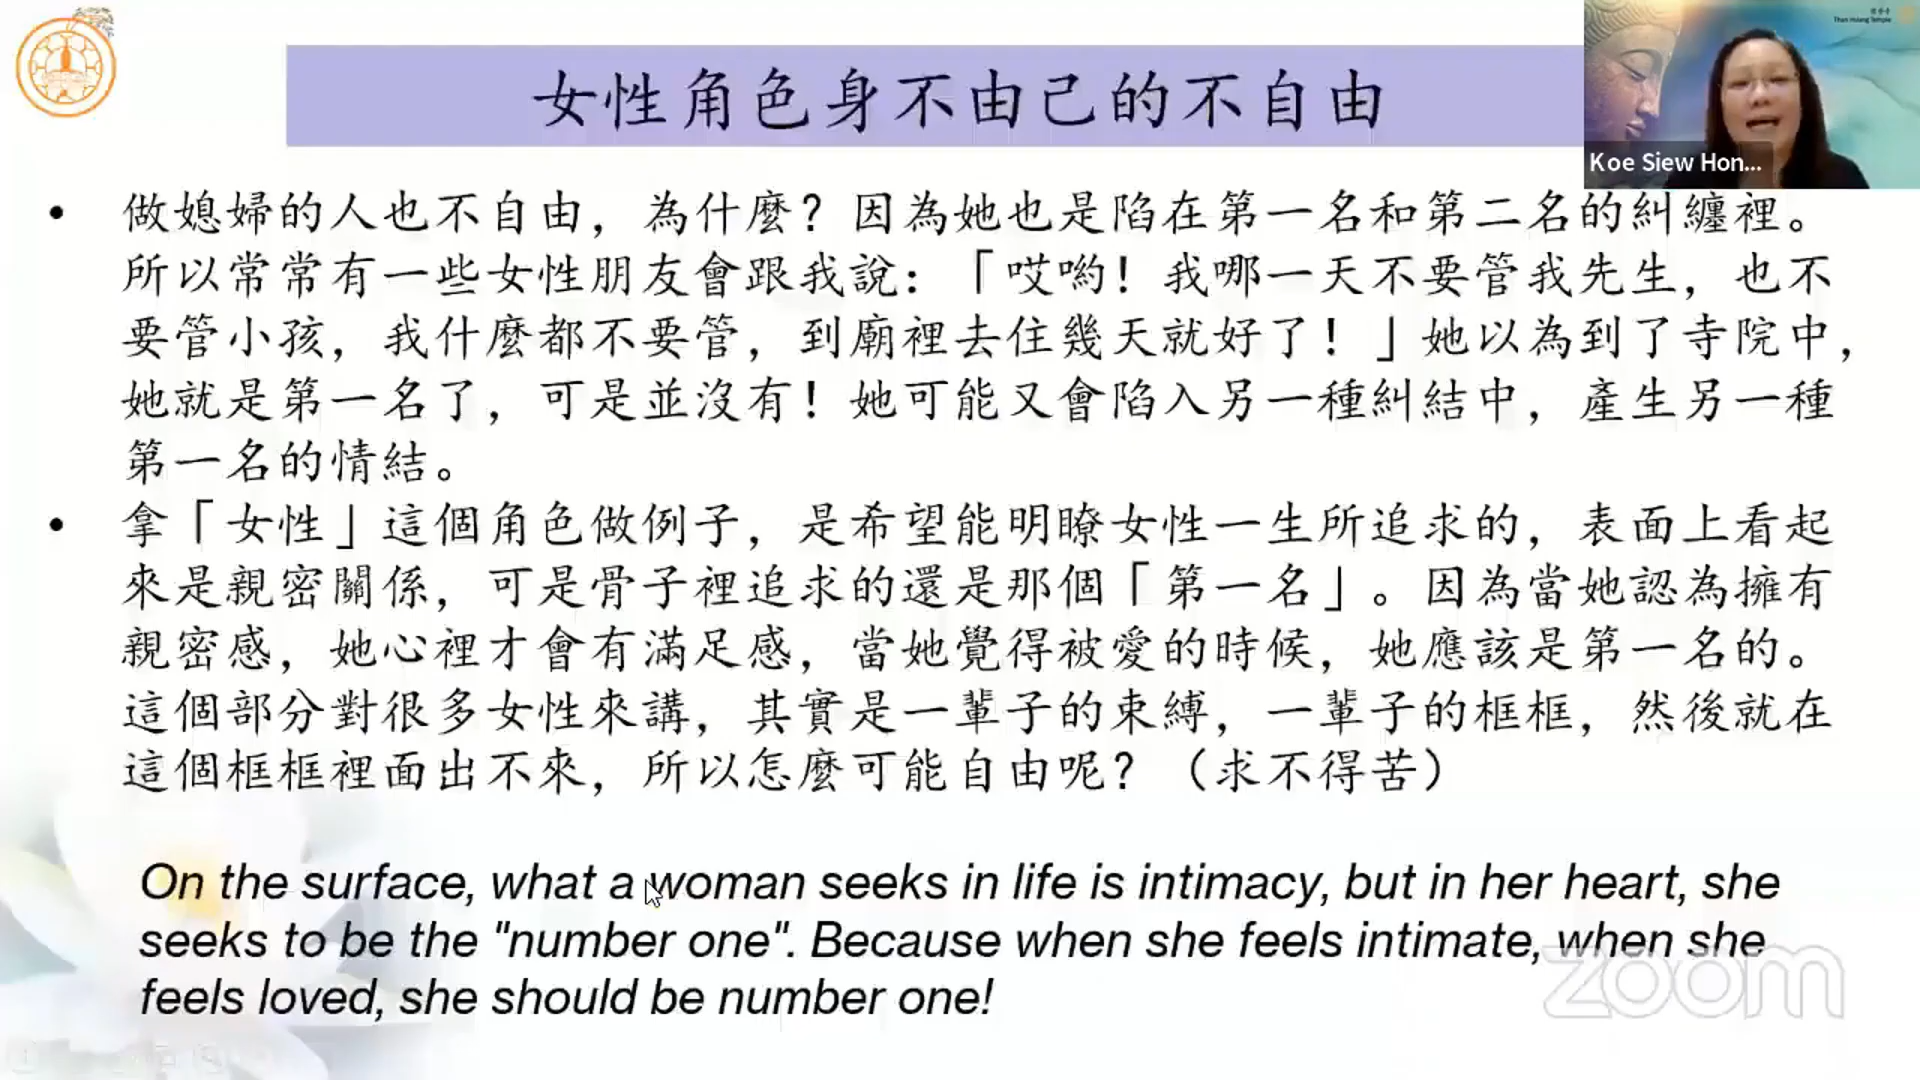 女性角色身不由己的不自由
Than Hsiang Temple
Koe Siew Hon...
• 做媳婦的人也不自由，為什麼？因為她也是陷在第一名和第二名的糾纏裡。
所以常常有一些女性朋友會跟我說：「哎喲！我哪一天不要管我先生，也不
要管小孩，我什麼都不要管，到廟裡去住幾天就好了！」她以為到了寺院中，
她就是第一名了，可是並沒有！她可能又會陷入另一種糾結中，產生另一種
第一名的情結。
• 拿「女性」這個角色做例子，是希望能明瞭女性一生所追求的，表面上看起
來是親密關係，可是骨子裡追求的還是那個「第一名」。因為當她認為擁有
親密感，她心裡才會有滿足感，當她覺得被愛的時候，她應該是第一名的。
這個部分對很多女性來講，其實是一輩子的束縛，一輩子的框框，然後就在
這個框框裡面出不來，所以怎麼可能自由呢？（求不得苦）
On the surface, what a woman seeks in life is intimacy, but in her heart, she
seeks to be the "number one". Because when she feels intimate, when she
feels loved, she should be number one!
zoom